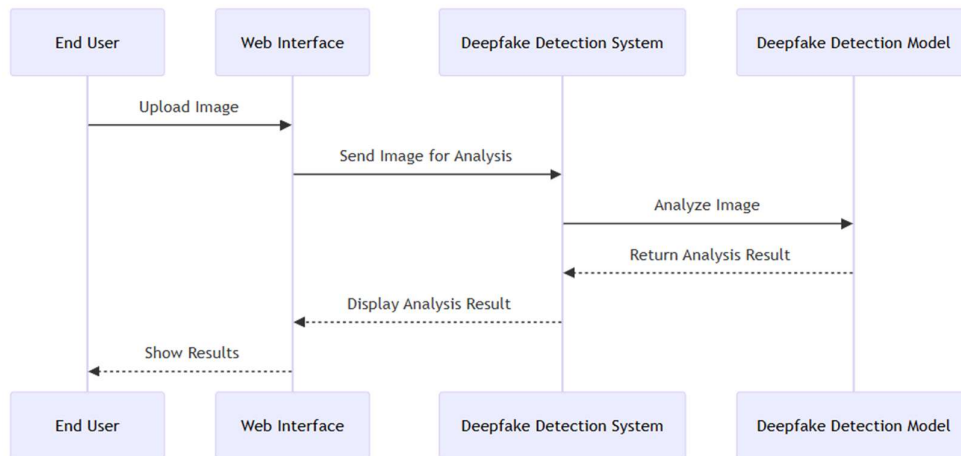 End User
Web Interface
Deepfake Detection System
Deepfake Detection Model
Upload Image
Send Image for Analysis
Analyze Image
Return Analysis Result
Display Analysis Result
Show Results
End User
Web Interface
Deepfake Detection System
Deepfake Detection Model